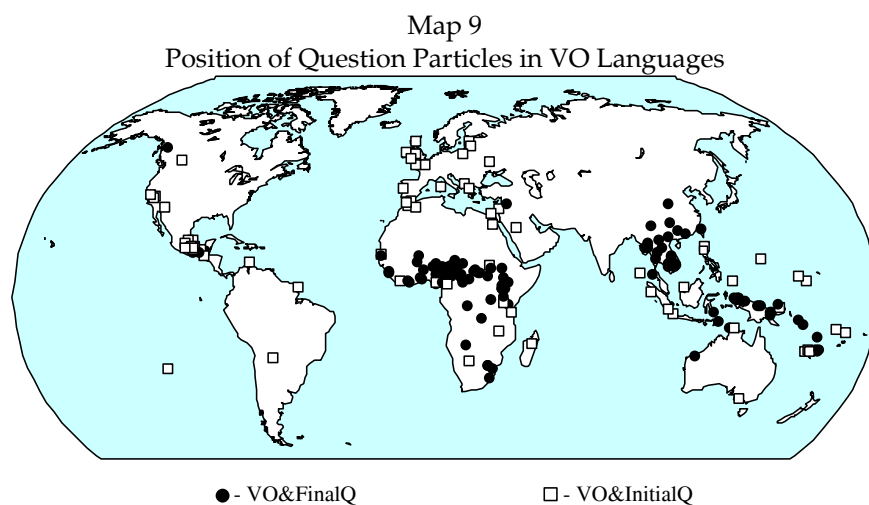 Map 9
Position of Question Particles in VO Languages
- VO&FinalQ
- VO&InitialQ